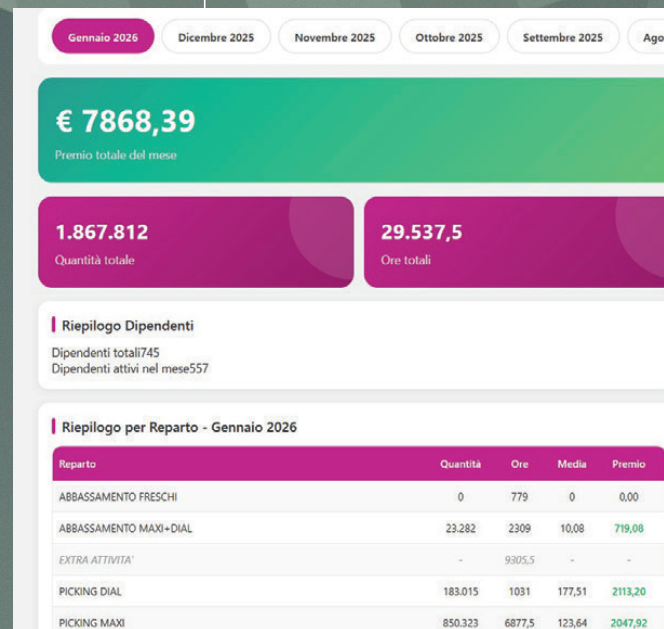 Gennaio 2026 Dicembre 2025 Novembre 2025 Ottobre 2025 Settembre 2025 Ago
€ 7868,39
Premio totale del mese
1.867.812 29.537,5
Quantità totale Ore totali
Riepilogo Dipendenti
Dipendenti totali745
Dipendenti attivi nel mese557
Riepilogo per Reparto - Gennaio 2026
Reparto Quantità Ore Media Premio
ABBASSAMENTO FRESCHI 0 779 0 0,00
ABBASSAMENTO MAXI+DIAL 23.282 2309 10,08 719,08
EXTRA ATTIVITA' - 9305,5 - -
PICKING DIAL 183.015 1031 177,51 2113,20
PICKING MAXI 850.323 6877,5 123,64 2047,92